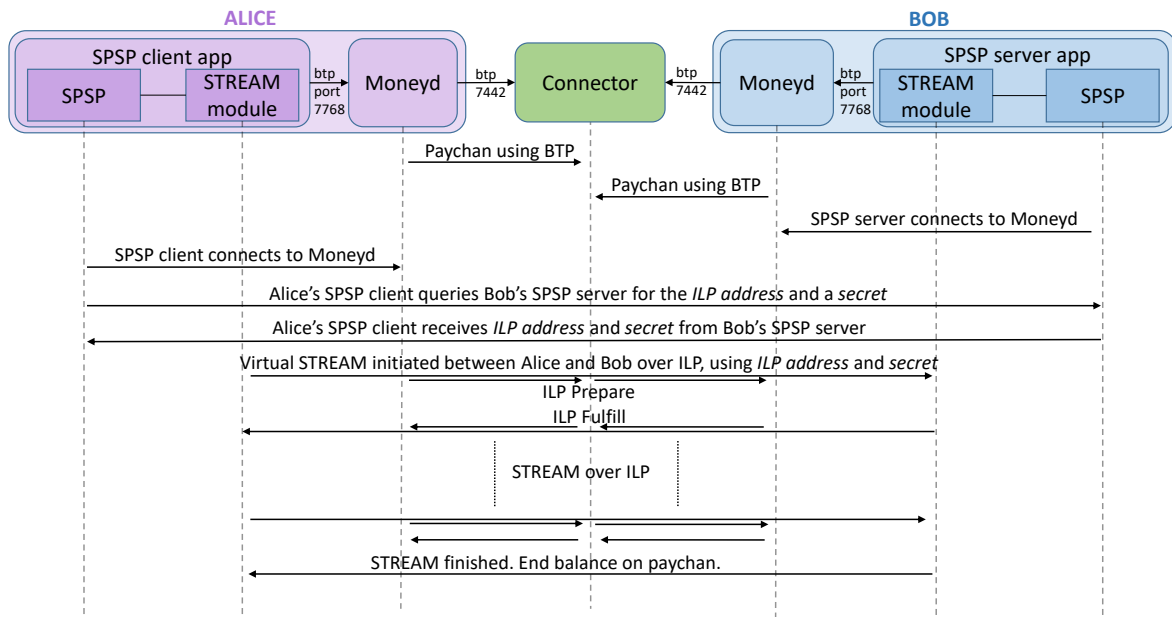 ALICE
BOB
SPSP client app
SPSP
STREAM
module
btp
port
7768
Moneyd
btp
7442
Connector
btp
7442
Moneyd
btp
port
7768
SPSP server app
STREAM
module
SPSP
Paychan using BTP
Paychan using BTP
SPSP server connects to Moneyd
SPSP client connects to Moneyd
Alice's SPSP client queries Bob's SPSP server for the ILP address and a secret
Alice's SPSP client receives ILP address and secret from Bob's SPSP server
Virtual STREAM initiated between Alice and Bob over ILP, using ILP address and secret
ILP Prepare
ILP Fulfill
STREAM over ILP
STREAM finished. End balance on paychan.